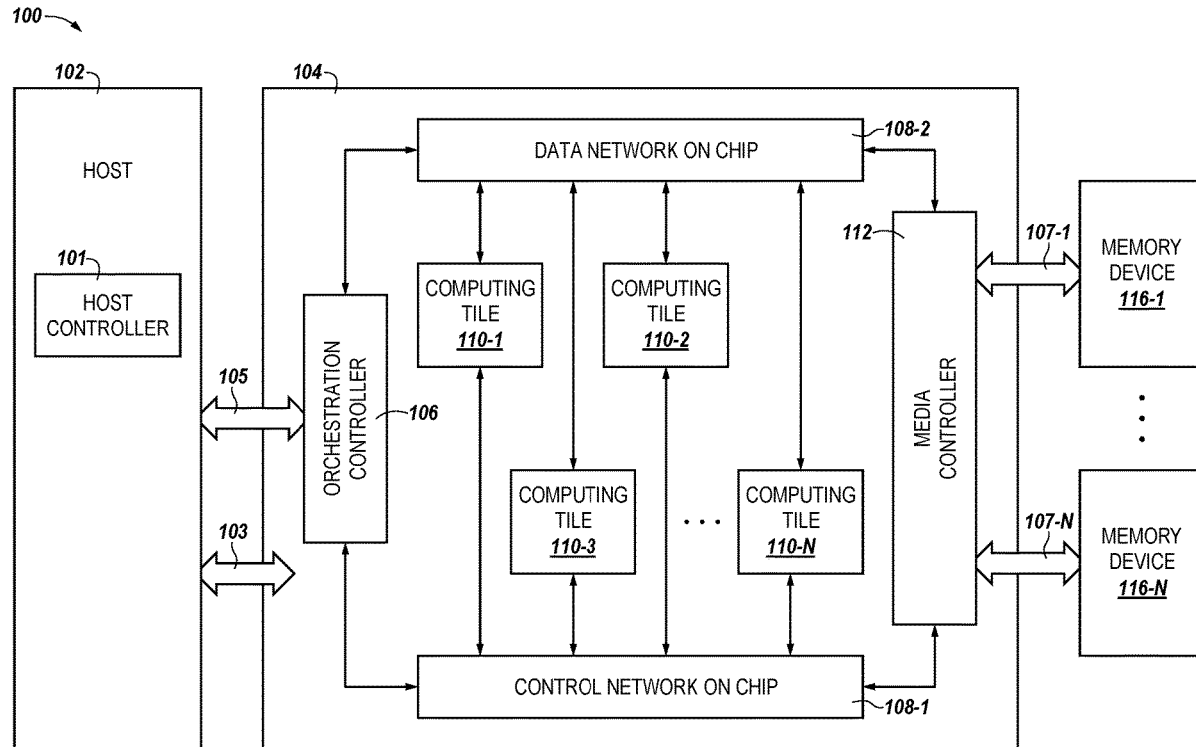 100
102
HOST
101
HOST
CONTROLLER
105
103
104
ORCHESTRATION
CONTROLLER
106
108-2
DATA NETWORK ON CHIP
COMPUTING
TILE
110-1
COMPUTING
TILE
110-2
COMPUTING
TILE
110-3
. . .
COMPUTING
TILE
110-N
CONTROL NETWORK ON CHIP
108-1
112
MEDIA
CONTROLLER
107-1
MEMORY
DEVICE
116-1
107-N
MEMORY
DEVICE
116-N